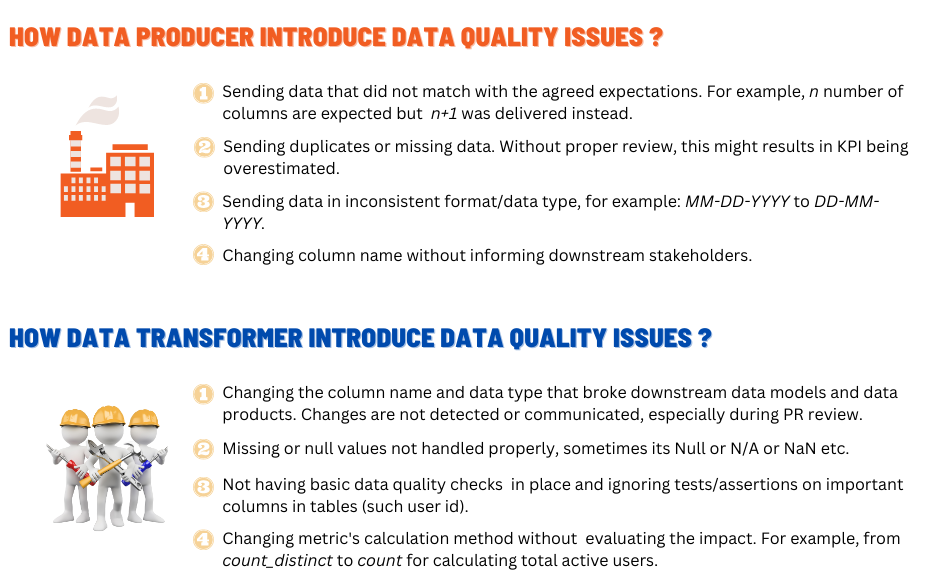 HOW DATA PRODUCER INTRODUCE DATA QUALITY ISSUES ?
1 Sending data that did not match with the agreed expectations. For example, n number of
columns are expected but n+1 was delivered instead.
2 Sending duplicates or missing data. Without proper review, this might results in KPI being
overestimated.
3 Sending data in inconsistent format/data type, for example: MM-DD-YYYY to DD-MM-
YYYY.
4 Changing column name without informing downstream stakeholders.
HOW DATA TRANSFORMER INTRODUCE DATA QUALITY ISSUES ?
1 Changing the column name and data type that broke downstream data models and data
products. Changes are not detected or communicated, especially during PR review.
2 Missing or null values not handled properly, sometimes its Null or N/A or NaN etc.
3 Not having basic data quality checks in place and ignoring tests/assertions on important
columns in tables (such user id).
4 Changing metric's calculation method without evaluating the impact. For example, from
count_distinct to count for calculating total active users.